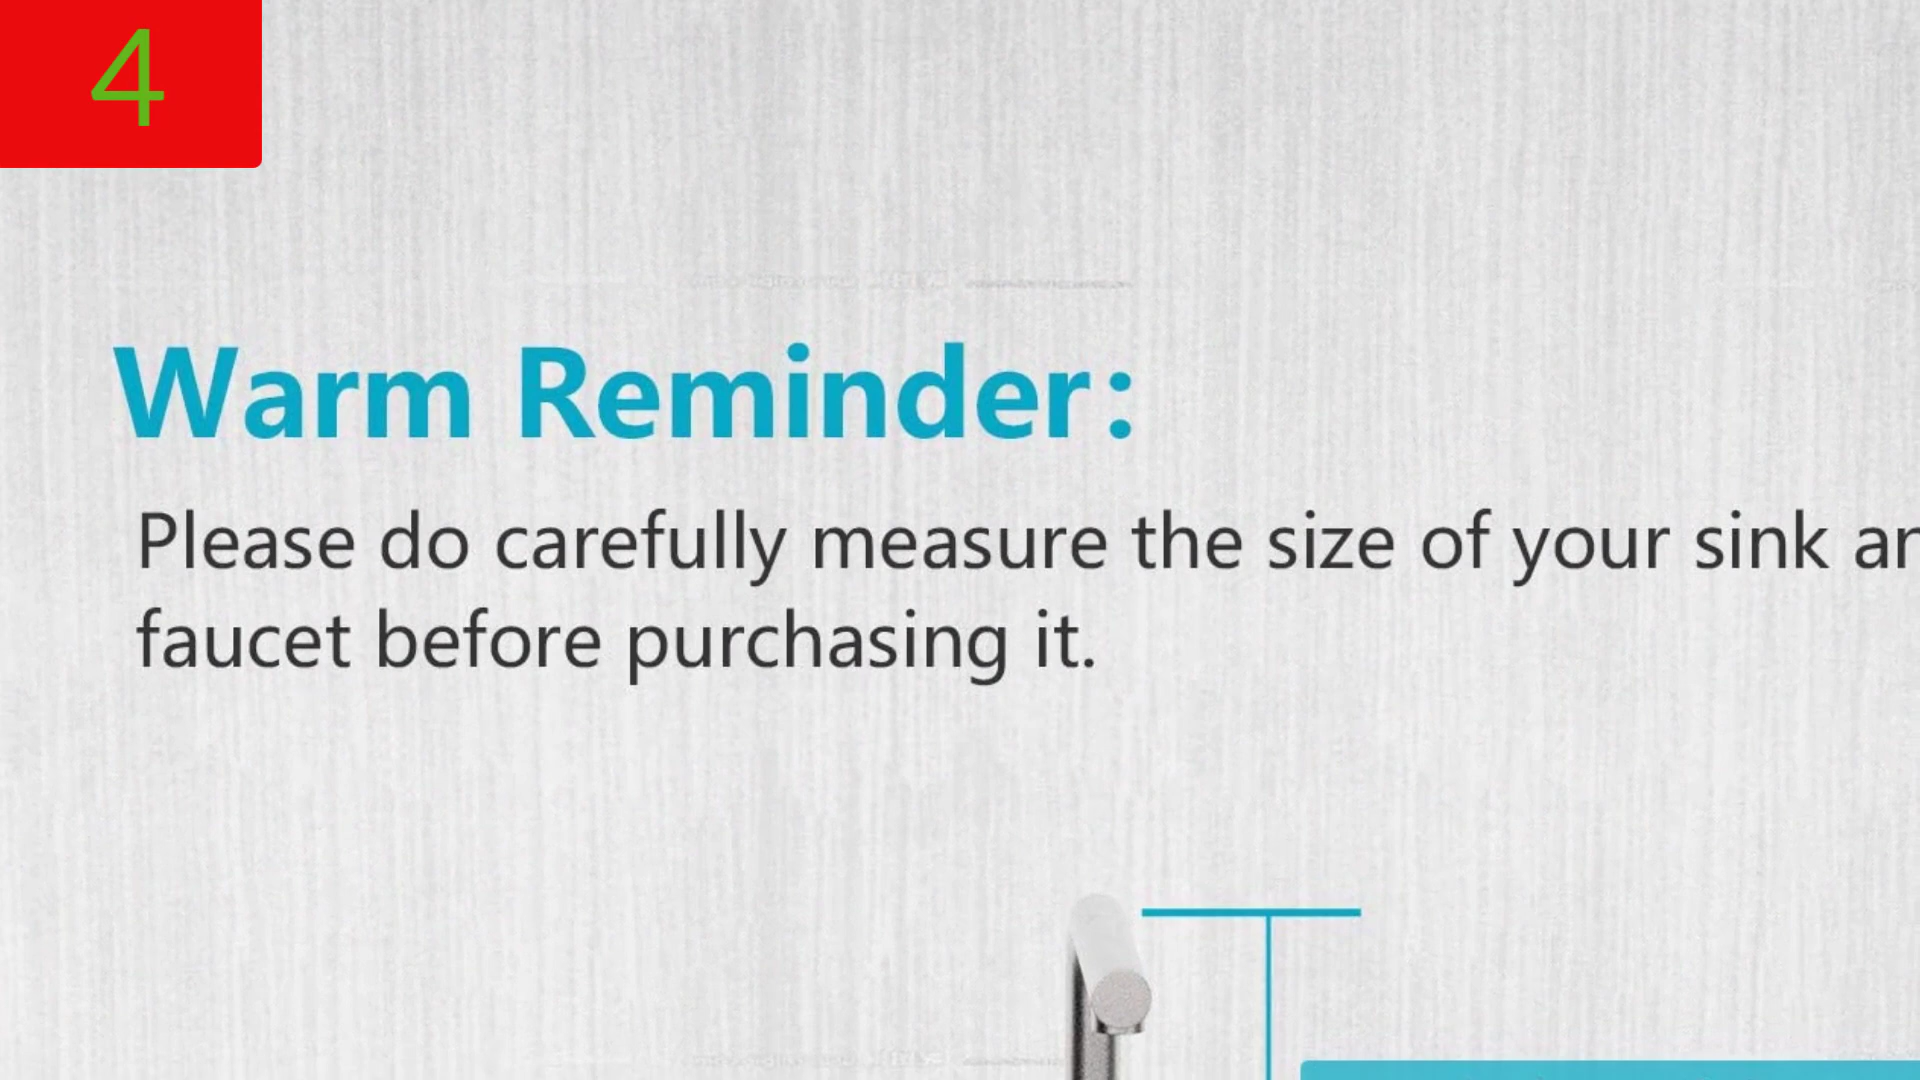 4
Warm Reminder:
Please do carefully measure the size of your sink
faucet before purchasing it.